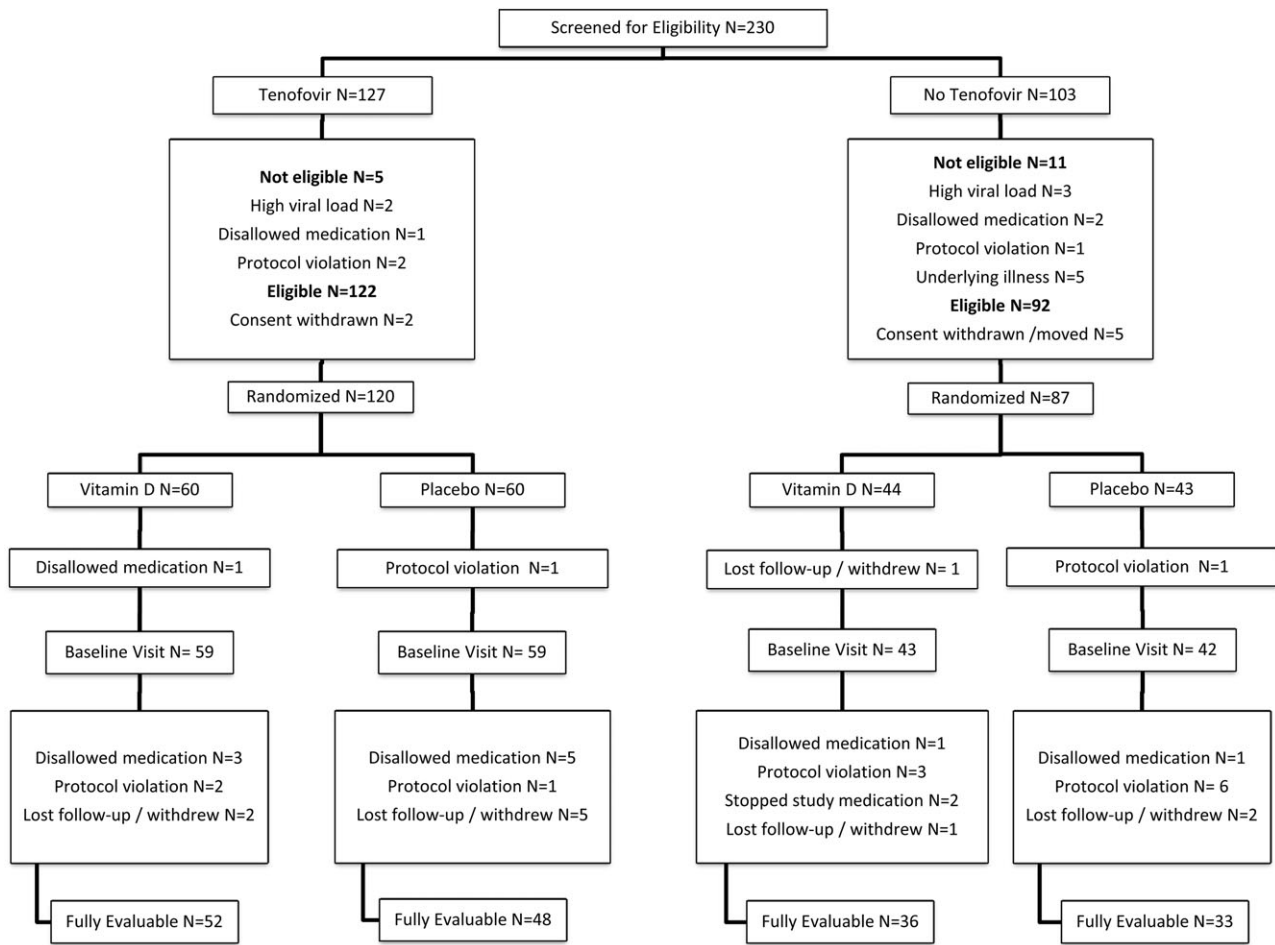 Screened for Eligibility N=230
Tenofovir N=127
No Tenofovir N=103
Not eligible N=5
High viral load N=2
Disallowed medication N=1
Protocol violation N=2
Eligible N=122
Consent withdrawn N=2
Not eligible N=11
High viral load N=3
Disallowed medication N=2
Protocol violation N=1
Underlying illness N=5
Eligible N=92
Consent withdrawn /moved N=5
Randomized N=120
Randomized N=87
Vitamin D N=60
Placebo N=60
Vitamin D N=44
Placebo N=43
Disallowed medication N=1
Protocol violation N=1
Lost follow-up / withdrew N= 1
Protocol violation N=1
Baseline Visit N= 59
Baseline Visit N= 59
Baseline Visit N= 43
Baseline Visit N= 42
Disallowed medication N=3
Protocol violation N=2
Lost follow-up / withdrew N=2
Disallowed medication N=5
Protocol violation N=1
Lost follow-up / withdrew N=5
Disallowed medication N=1
Protocol violation N=3
Stopped study medication N=2
Lost follow-up / withdrew N=1
Disallowed medication N=1
Protocol violation N= 6
Lost follow-up / withdrew N=2
Fully Evaluable N=52
Fully Evaluable N=48
Fully Evaluable N=36
Fully Evaluable N=33